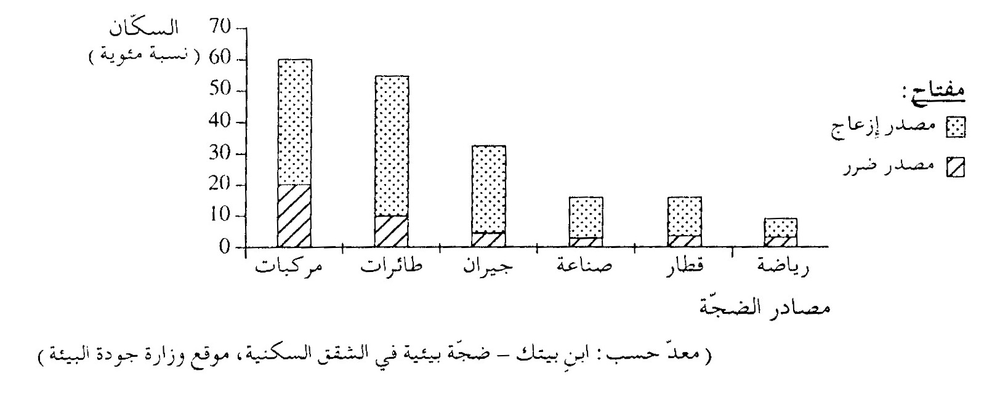 السكّان
(نسبة مئوية)
70
60
50
40
30
20
10
0
مركبات
طائرات
جيران
صناعة
قطار
رياضة
مصادر الضجّة
مفتاح:
مصدر إزعاج
مصدر ضرر
(معدّ حسب: ابنِ بيتك – ضجّة بيئية في الشقق السكنية، موقع وزارة جودة البيئة)